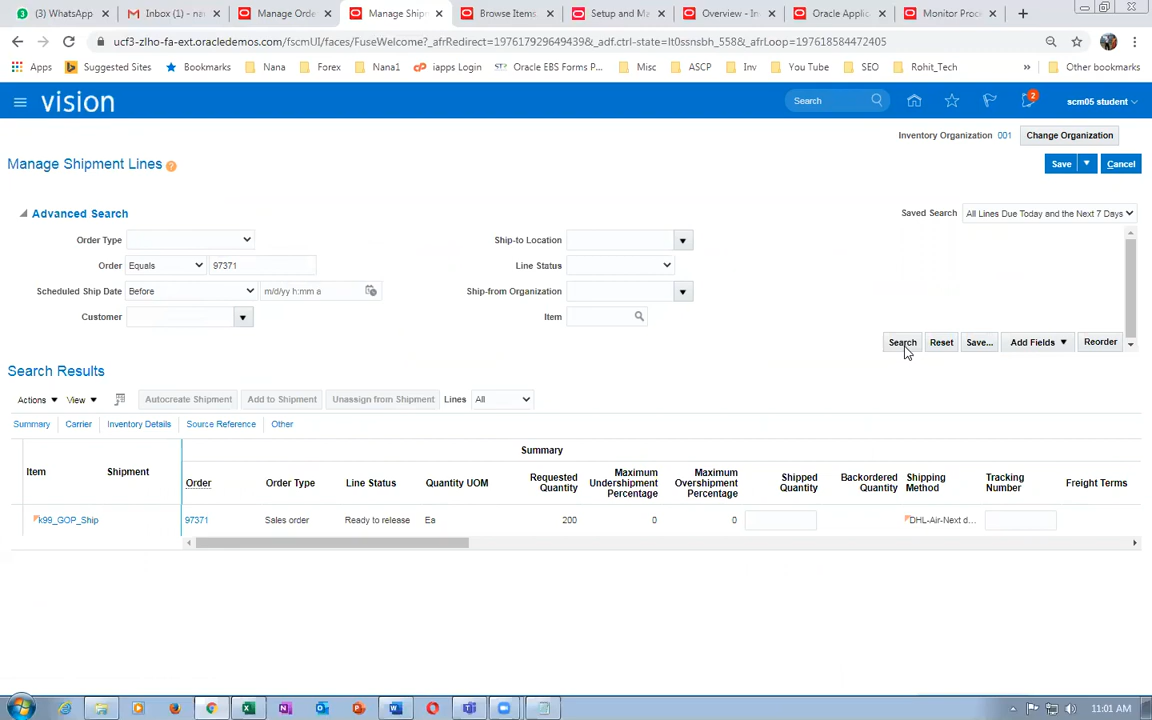 (3) WhatsApp
Inbox (1) - na
Manage Orde
Manage Ship
Browse Items
Setup and Ma
Overview - In
Oracle Applic
Monitor Proc
ucf3-zlho-fa-ext.oracledemos.com/fscmUI/faces/FuseWelcome?_afrRedirect=197617929649439&_adf.ctrl-state=lt0ssnsbh_558&_afrLoop=197618584472405
Apps Suggested Sites Bookmarks Nana Forex Nana1 iapps Login Oracle EBS Forms P... Misc ASCP Inv You Tube SEO Rohit_Tech » Other bookmarks
vision
Search
2
scm05 student
Inventory Organization 001 Change Organization
Manage Shipment Lines
Save Cancel
Advanced Search
Saved Search All Lines Due Today and the Next 7 Days
Order Type
Ship-to Location
Order Equals 97371
Line Status
Scheduled Ship Date Before m/d/yy h:mm a
Ship-from Organization
Customer
Item
Search Reset Save... Add Fields Reorder
Search Results
Actions View Autocreate Shipment Add to Shipment Unassign from Shipment Lines All
Summary Carrier Inventory Details Source Reference Other
Summary
Item Shipment Order Order Type Line Status Quantity UOM Requested Quantity Maximum Undershipment Percentage Maximum Overshipment Percentage Shipped Quantity Backordered Quantity Shipping Method Tracking Number Freight Terms
k99_GOP_Ship 97371 Sales order Ready to release Ea 200 0 0 DHL-Air-Next d...
11:01 AM